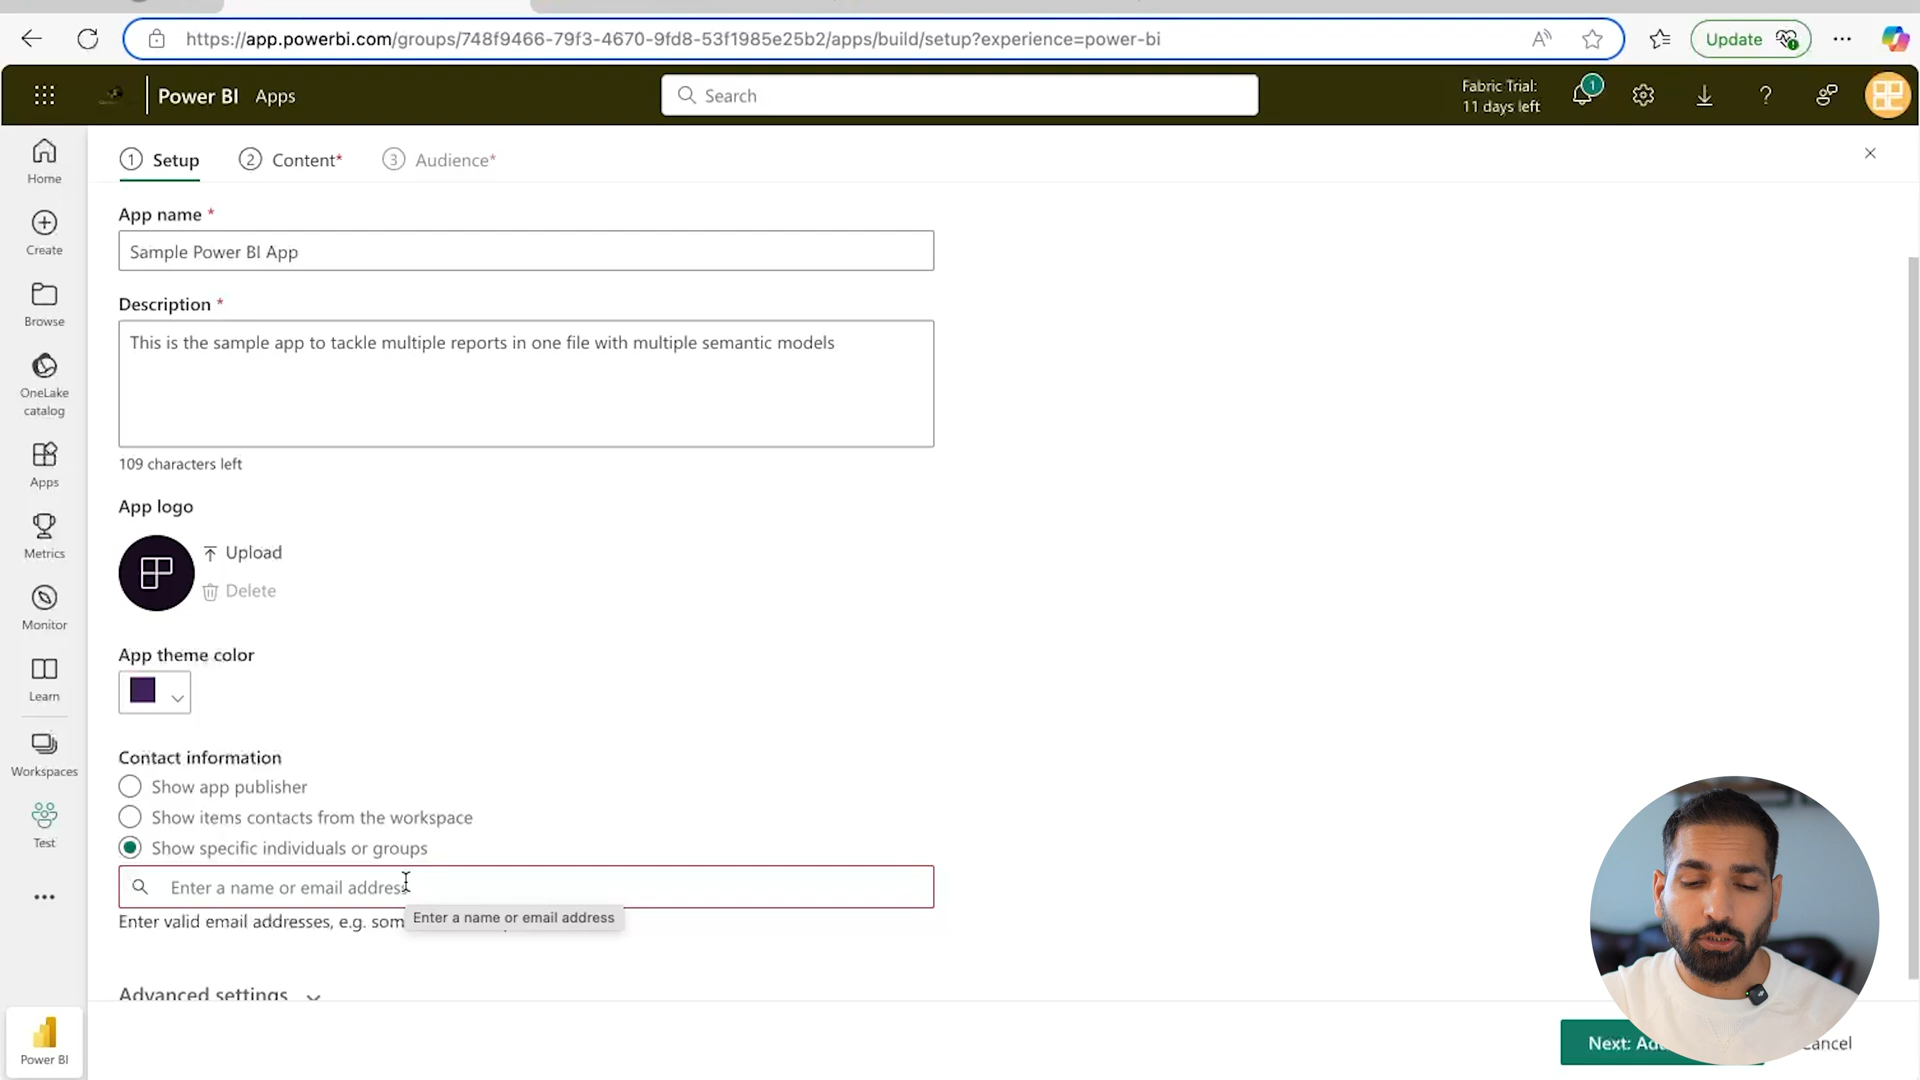 https://app.powerbi.com/groups/748f9466-79f3-4670-9fd8-53f1985e25b2/apps/build/setup?experience=power-bi
Update
Power BI Apps
Search
Fabric Trial:
11 days left
1
Home
Create
Browse
OneLake
catalog
Apps
Metrics
Monitor
Learn
Workspaces
Test
Power BI
1 Setup
2 Content*
3 Audience*
App name *
Sample Power BI App
Description *
This is the sample app to tackle multiple reports in one file with multiple semantic models
109 characters left
App logo
Upload
Delete
App theme color
Contact information
Show app publisher
Show items contacts from the workspace
Show specific individuals or groups
Enter a name or email address
Enter valid email addresses, e.g.
Enter a name or email address
Advanced settings
Next: